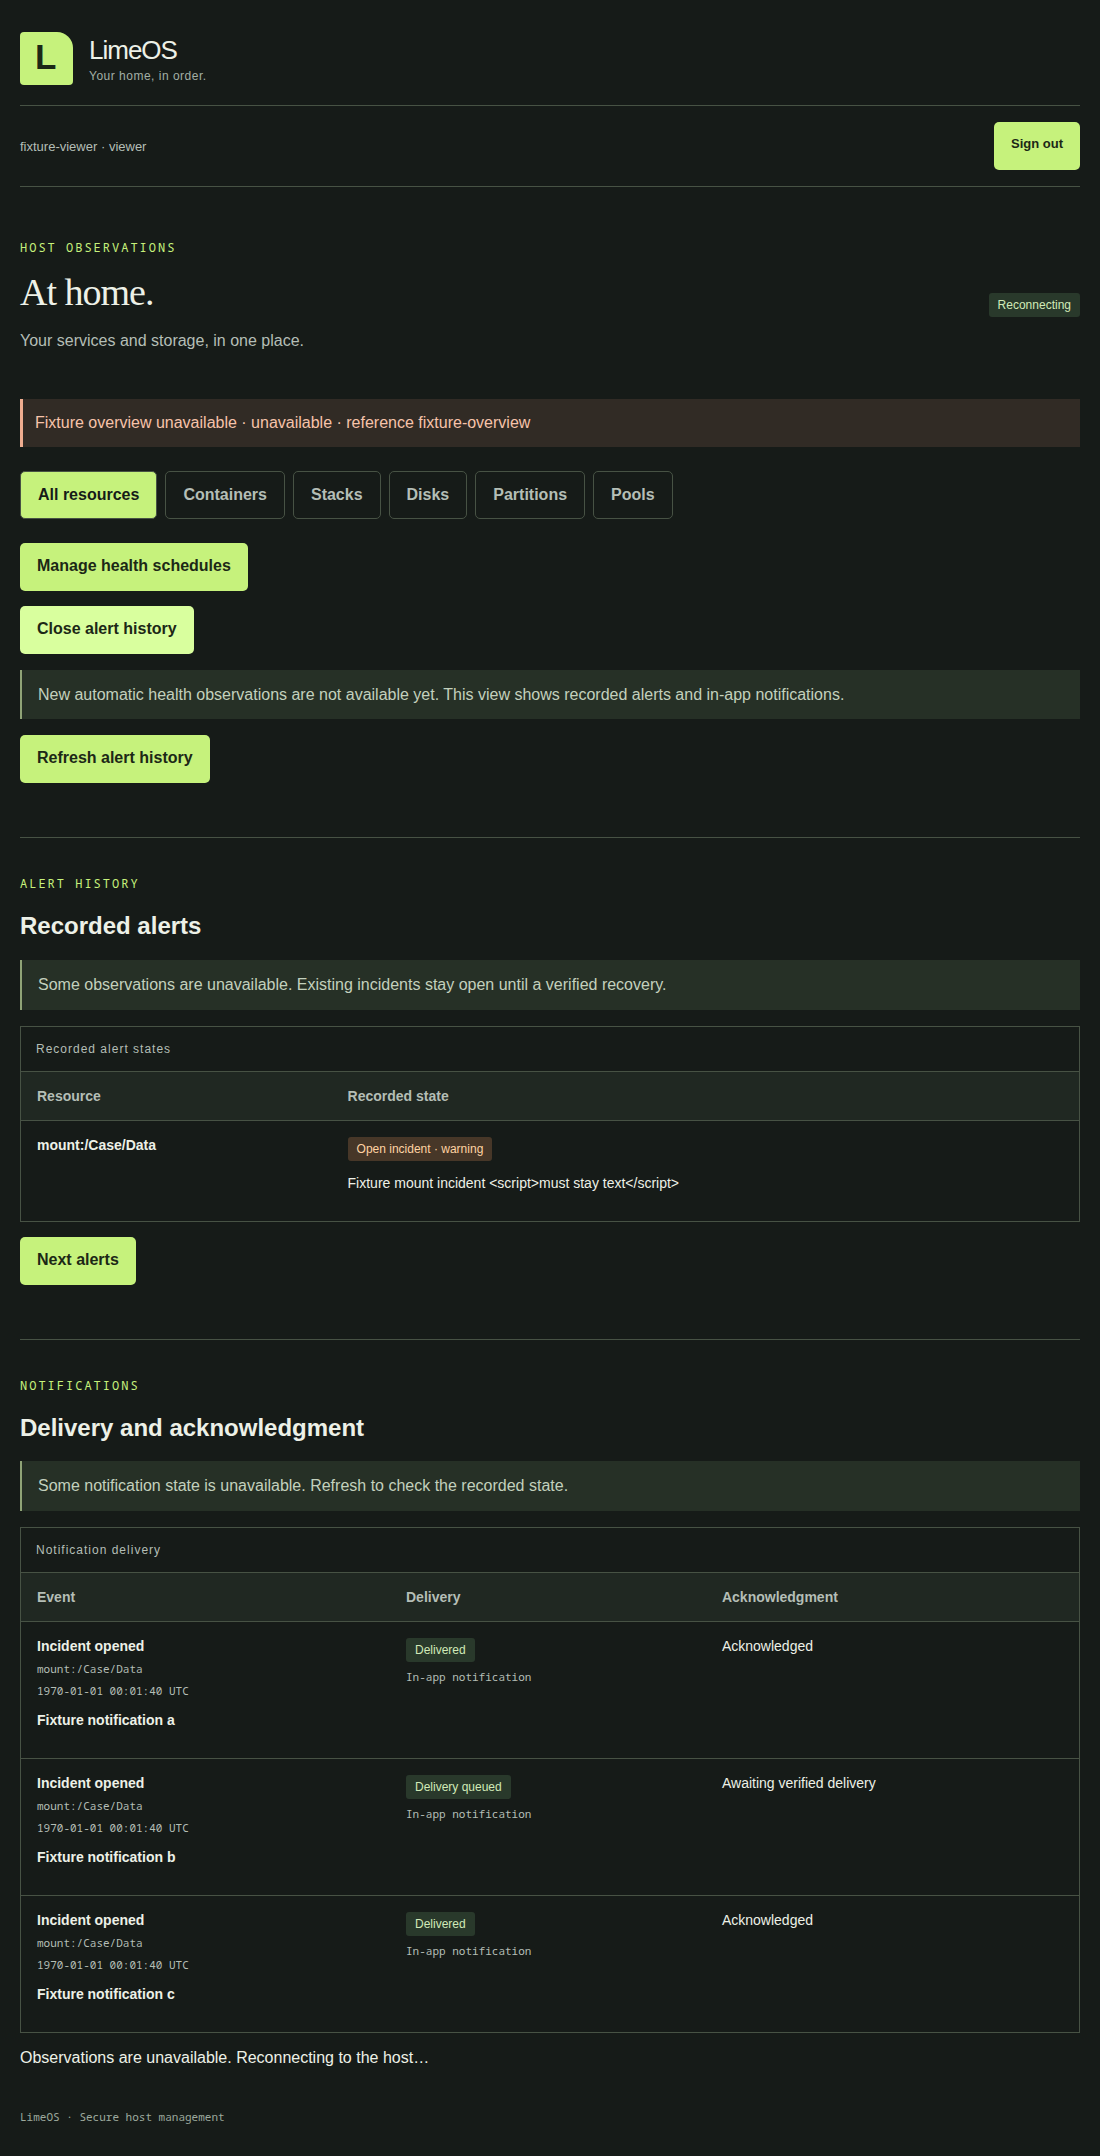 L
LimeOS
Your home, in order.
fixture-viewer · viewer
Sign out
HOST OBSERVATIONS
At home.
Reconnecting
Your services and storage, in one place.
Fixture overview unavailable · unavailable · reference fixture-overview
All resources
Containers
Stacks
Disks
Partitions
Pools
Manage health schedules
Close alert history
New automatic health observations are not available yet. This view shows recorded alerts and in-app notifications.
Refresh alert history
ALERT HISTORY
Recorded alerts
Some observations are unavailable. Existing incidents stay open until a verified recovery.
Recorded alert states
Resource Recorded state
mount:/Case/Data Open incident · warning
Fixture mount incident <script>must stay text</script>
Next alerts
NOTIFICATIONS
Delivery and acknowledgment
Some notification state is unavailable. Refresh to check the recorded state.
Notification delivery
Event Delivery Acknowledgment
Incident opened Delivered Acknowledged
mount:/Case/Data In-app notification
1970-01-01 00:01:40 UTC
Fixture notification a
Incident opened Delivery queued Awaiting verified delivery
mount:/Case/Data In-app notification
1970-01-01 00:01:40 UTC
Fixture notification b
Incident opened Delivered Acknowledged
mount:/Case/Data In-app notification
1970-01-01 00:01:40 UTC
Fixture notification c
Observations are unavailable. Reconnecting to the host…
LimeOS · Secure host management